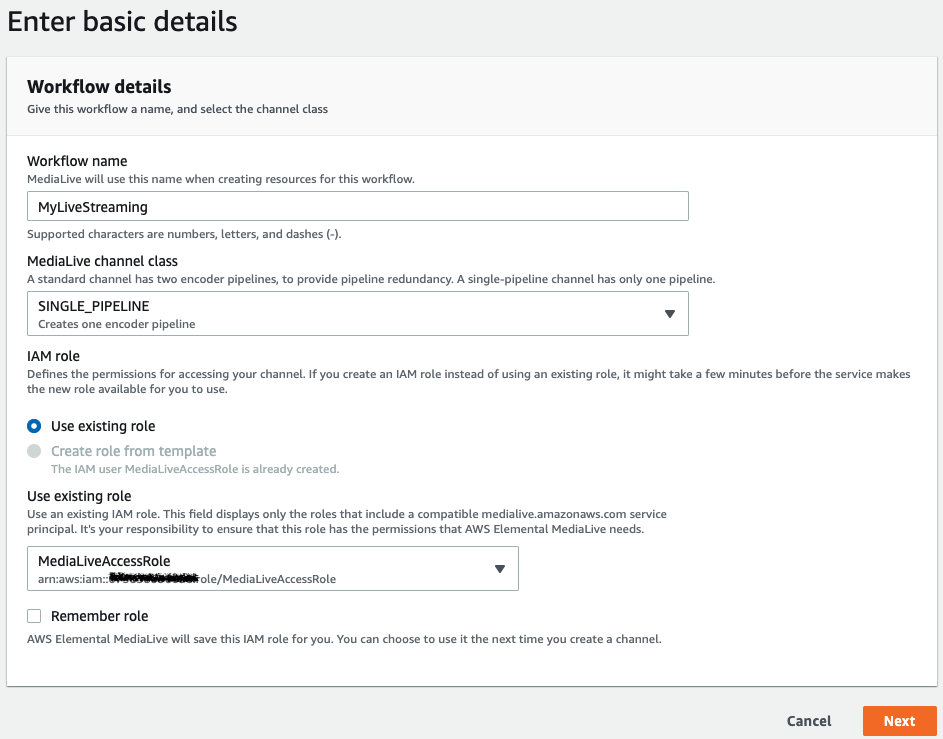 Enter basic details
Workflow details
Give this workflow a name, and select the channel class
Workflow name
MediaLive will use this name when creating resources for this workflow.
MyLiveStreaming
Supported characters are numbers, letters, and dashes (-).
MediaLive channel class
A standard channel has two encoder pipelines, to provide pipeline redundancy. A single-pipeline channel has only one pipeline.
SINGLE_PIPELINE
Creates one encoder pipeline
IAM role
Defines the permissions for accessing your channel. If you create an IAM role instead of using an existing role, it might take a few minutes before the service makes
the new role available for you to use.
Use existing role
Create role from template
The IAM user MediaLiveAccessRole is already created.
Use existing role
Use an existing IAM role. This field displays only the roles that include a compatible medialive.amazonaws.com service
principal. It's your responsibility to ensure that this role has the permissions that AWS Elemental MediaLive needs.
MediaLiveAccessRole
arn:aws:iam:: role/MediaLiveAccessRole
Remember role
AWS Elemental MediaLive will save this IAM role for you. You can choose to use it the next time you create a channel.
Cancel
Next